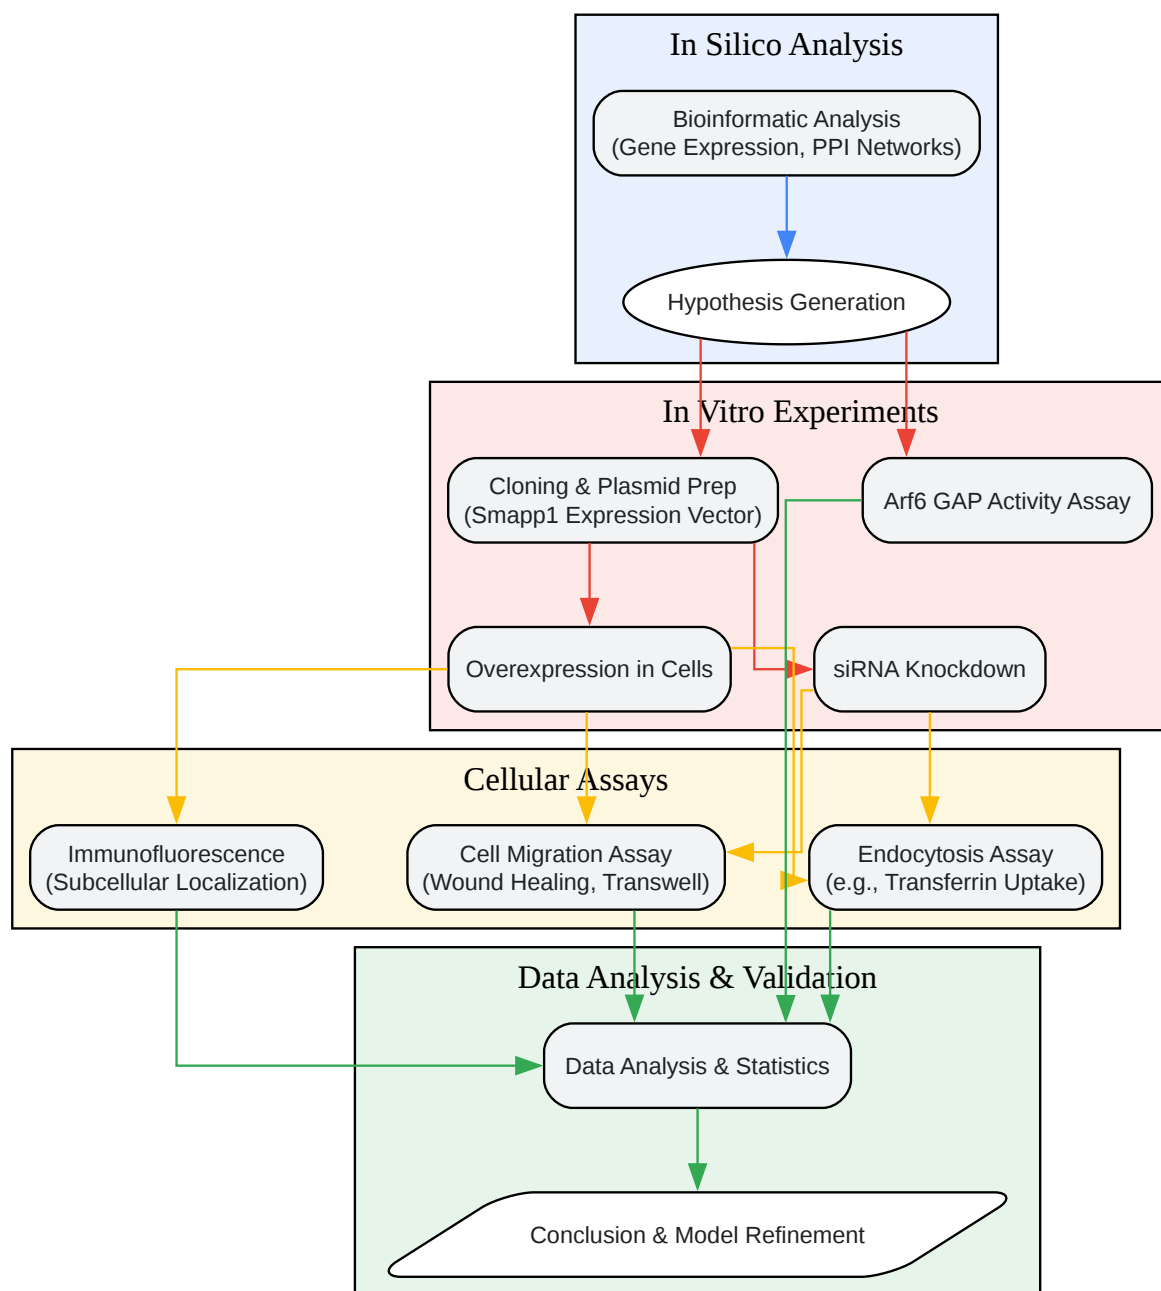 In Silico Analysis
Bioinformatic Analysis
(Gene Expression, PPI Networks)
Hypothesis Generation
In Vitro Experiments
Cloning & Plasmid Prep
(Smapp1 Expression Vector)
Arf6 GAP Activity Assay
Overexpression in Cells
siRNA Knockdown
Cellular Assays
Immunofluorescence
(Subcellular Localization)
Cell Migration Assay
(Wound Healing, Transwell)
Endocytosis Assay
(e.g., Transferrin Uptake)
Data Analysis & Validation
Data Analysis & Statistics
Conclusion & Model Refinement